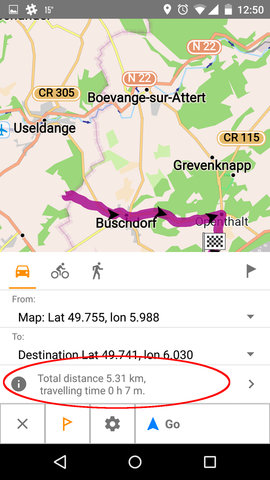 15°
12:50
N 22
N 22
CR 305
Boevange-sur-Attert
Useldange
CR 115
Grevenknapp
Buschdorf
Openthalt
From:
Map: Lat 49.755, lon 5.988
To:
Destination Lat 49.741, lon 6.030
Total distance 5.31 km,
travelling time 0 h 7 m.
Go